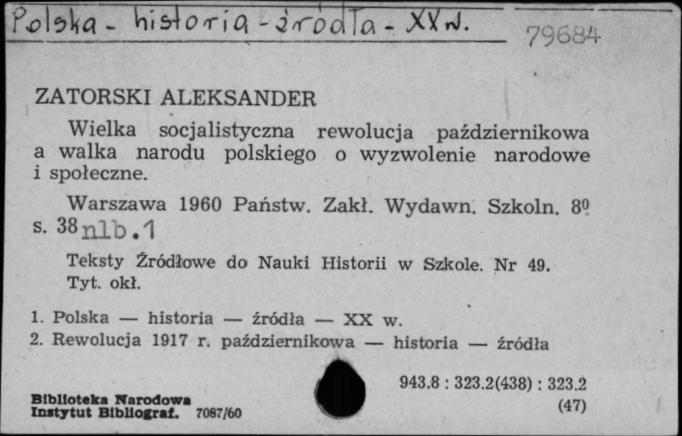 Polska - historia - źródła - XX w.
79684
ZATORSKI ALEKSANDER
Wielka socjalistyczna rewolucja październikowa
a walka narodu polskiego o wyzwolenie narodowe
i społeczne.
Warszawa 1960 Państw. Zakł. Wydawn. Szkoln. 8º
s. 38 nlb. 1
Teksty Źródłowe do Nauki Historii w Szkole. Nr 49.
Tyt. okł.
1. Polska — historia — źródła — XX w.
2. Rewolucja 1917 r. październikowa — historia — źródła
943.8 : 323.2(438) : 323.2
(47)
Biblioteka Narodowa
Instytut Bibliograf. 7087/60